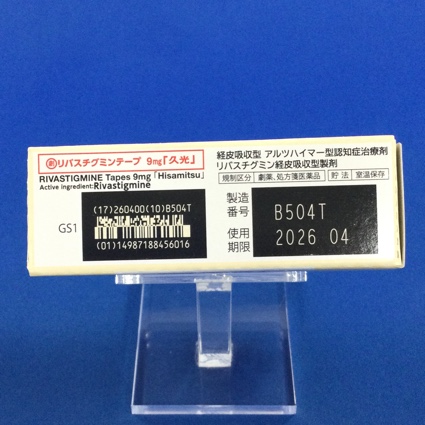 劇 リバスチグミンテープ 9mg「久光」
RIVASTIGMINE Tapes 9mg「Hisamitsu」
Active ingredient:Rivastigmine
(17)260400(10)B504T
GS1
(01)14987188456016
経皮吸収型 アルツハイマー型認知症治療剤
リバスチグミン経皮吸収型製剤
規制区分 劇薬、処方箋医薬品 貯法 室温保存
製造番号 B504T
使用期限 2026 04